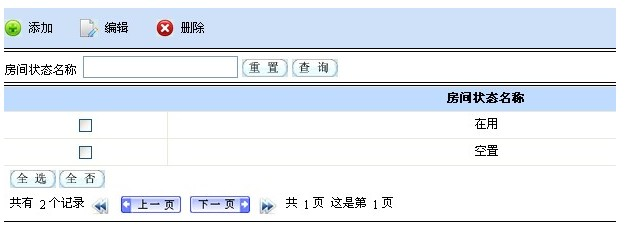 添加 编辑 删除
房间状态名称 重 置 查 询
房间状态名称
在用
空置
全 选 全 否
共有 2个记录 上一页 下一页 共 1页 这是第 1页